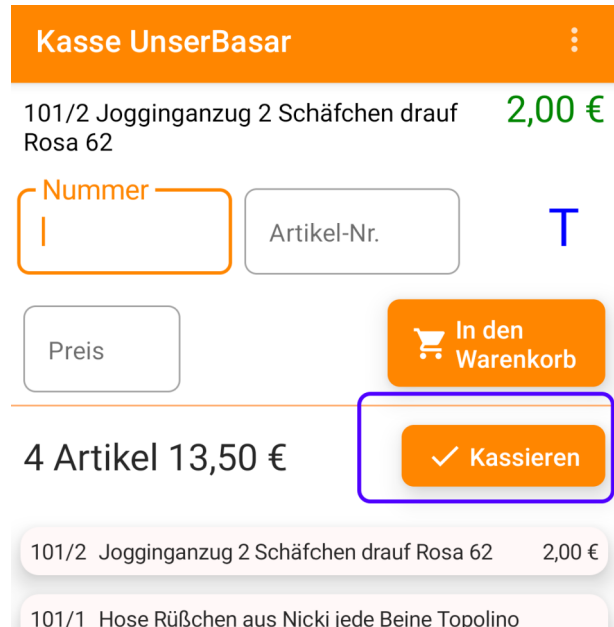 Kasse UnserBasar
101/2 Jogginganzug 2 Schäfchen drauf 2,00 €
Rosa 62
Nummer
Artikel-Nr.
T
Preis
In den
Warenkorb
4 Artikel 13,50 €
Kassieren
101/2 Jogginganzug 2 Schäfchen drauf Rosa 62 2,00 €
101/1 Hose Rüßchen aus Nicki jede Beine Topolino